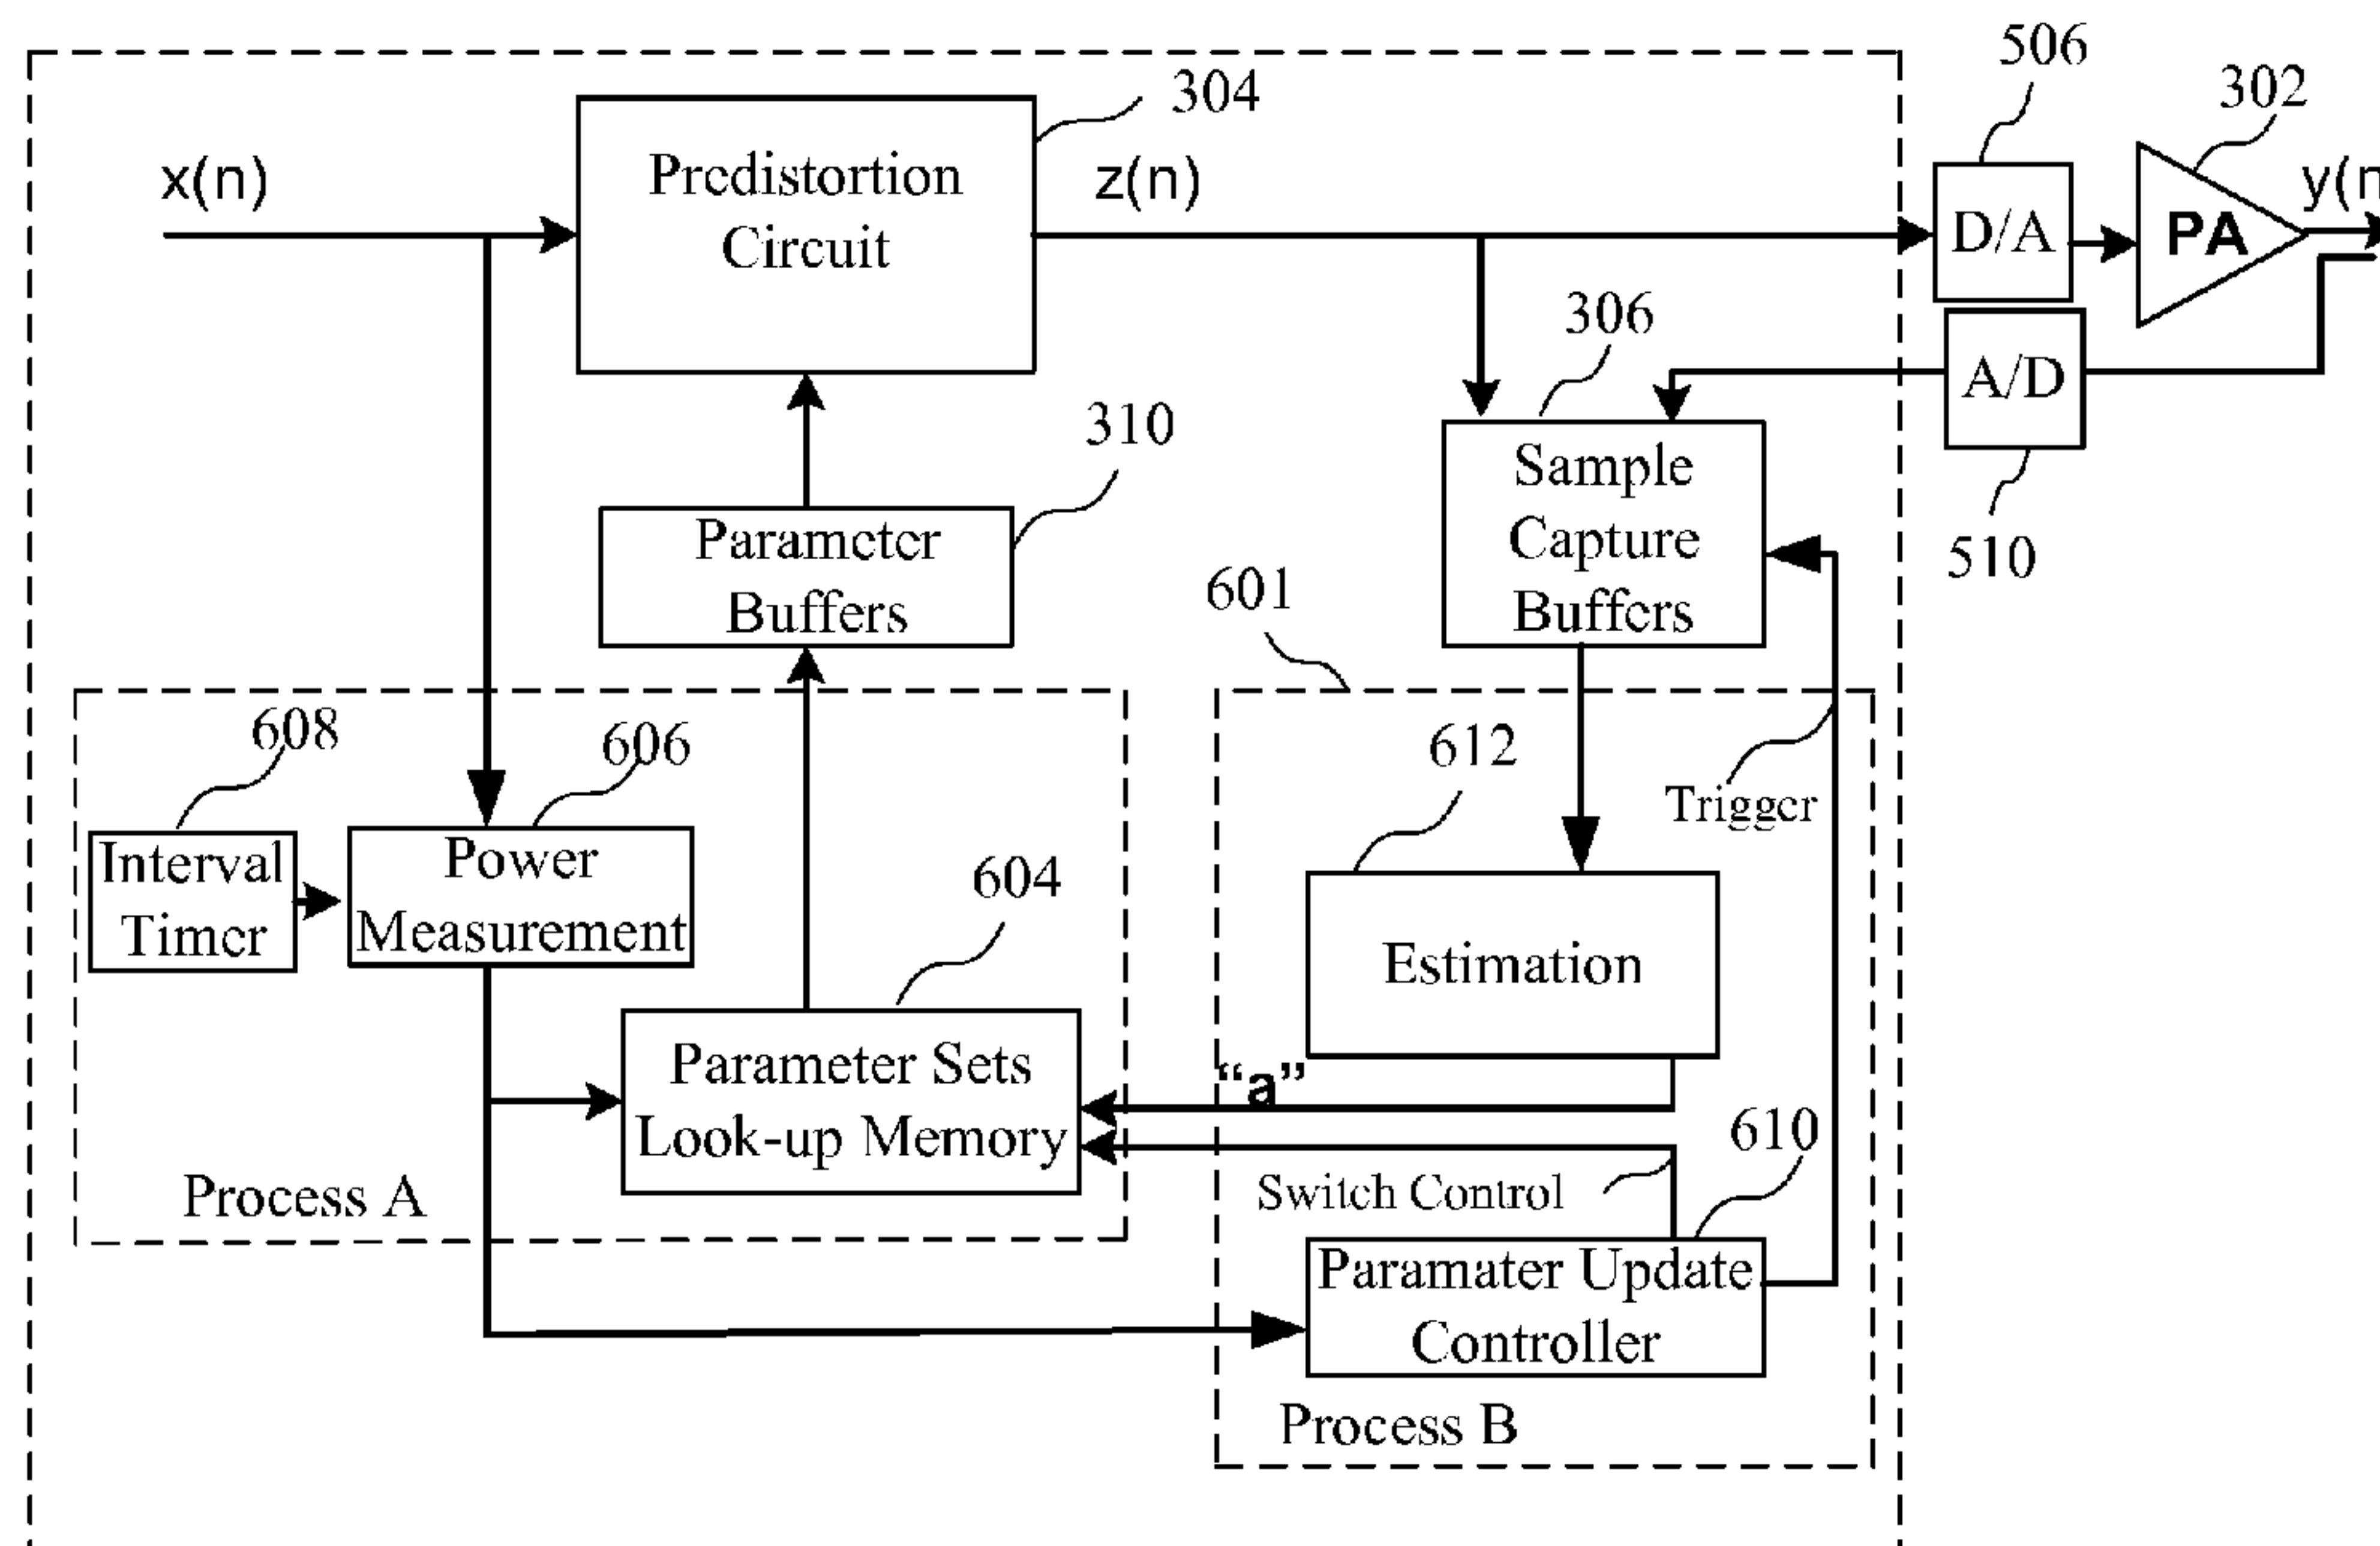 506
302
304
x(n)
Predistortion
Circuit
z(n)
D/A
PA
y(n
306
A/D
310
Sample
Capture
Buffers
510
Parameter
Buffers
601
608
606
612
Trigger
Interval
Timer
Power
Measurement
604
Estimation
Parameter Sets
Look-up Memory
"a"
610
Switch Control
Process A
Paramater Update
Controller
Process B